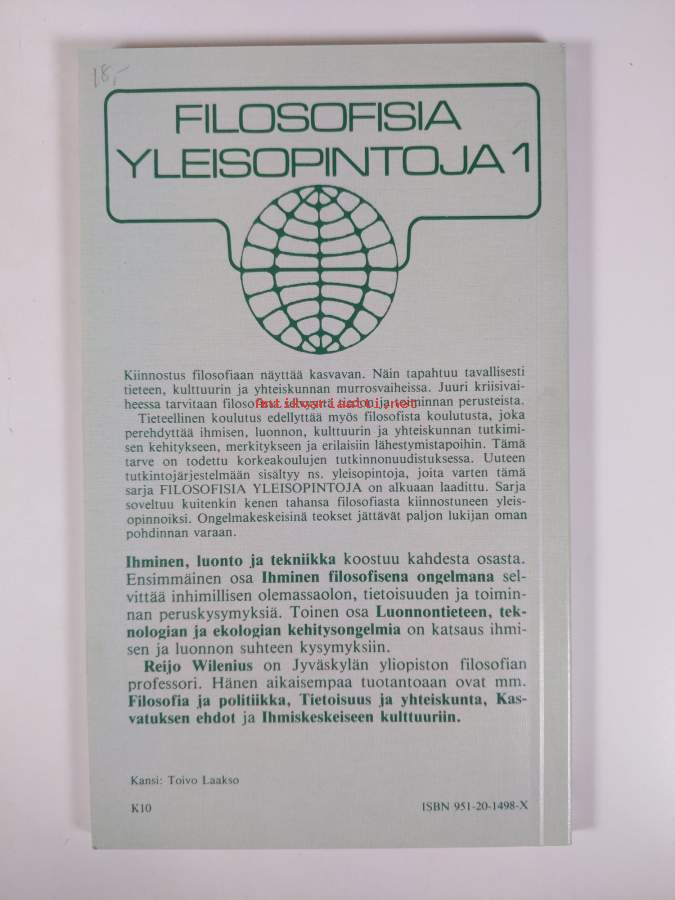 18,-
FILOSOFISIA
YLEISOPINTOJA 1
Kiinnostus filosofiaan näyttää kasvavan. Näin tapahtuu tavallisesti
tieteen, kulttuurin ja yhteiskunnan murrosvaiheissa. Juuri kriisivai-
heessa tarvitaan tiedon ja toiminnan perusteista.
Tieteellinen koulutus edellyttää myös filosofista koulutusta, joka
perehdyttää ihmisen, luonnon, kulttuurin ja yhteiskunnan tutkimi-
sen kehitykseen, merkitykseen ja erilaisiin lähestymistapoihin. Tämä
tarve on todettu korkeakoulujen tutkinnonuudistuksessa. Uuteen
tutkintojärjestelmään sisältyy ns. yleisopintoja, joita varten tämä
sarja FILOSOFISIA YLEISOPINTOJA on alkuaan laadittu. Sarja
soveltuu kuitenkin kenen tahansa filosofiasta kiinnostuneen yleis-
opinnoiksi. Ongelmakeskeisinä teokset jättävät paljon lukijan oman
pohdinnan varaan.
Ihminen, luonto ja tekniikka koostuu kahdesta osasta.
Ensimmäinen osa Ihminen filosofisena ongelmana sel-
vittää inhimillisen olemassaolon, tietoisuuden ja toimin-
nan peruskysymyksiä. Toinen osa Luonnontieteen, tek-
nologian ja ekologian kehitysongelmia on katsaus ihmi-
sen ja luonnon suhteen kysymyksiin.
Reijo Wilenius on Jyväskylän yliopiston filosofian
professori. Hänen aikaisempaa tuotantoaan ovat mm.
Filosofia ja politiikka, Tietoisuus ja yhteiskunta, Kas-
vatuksen ehdot ja Ihmiskeskeiseen kulttuuriin.
Kansi: Toivo Laakso
K10
ISBN 951-20-1498-X